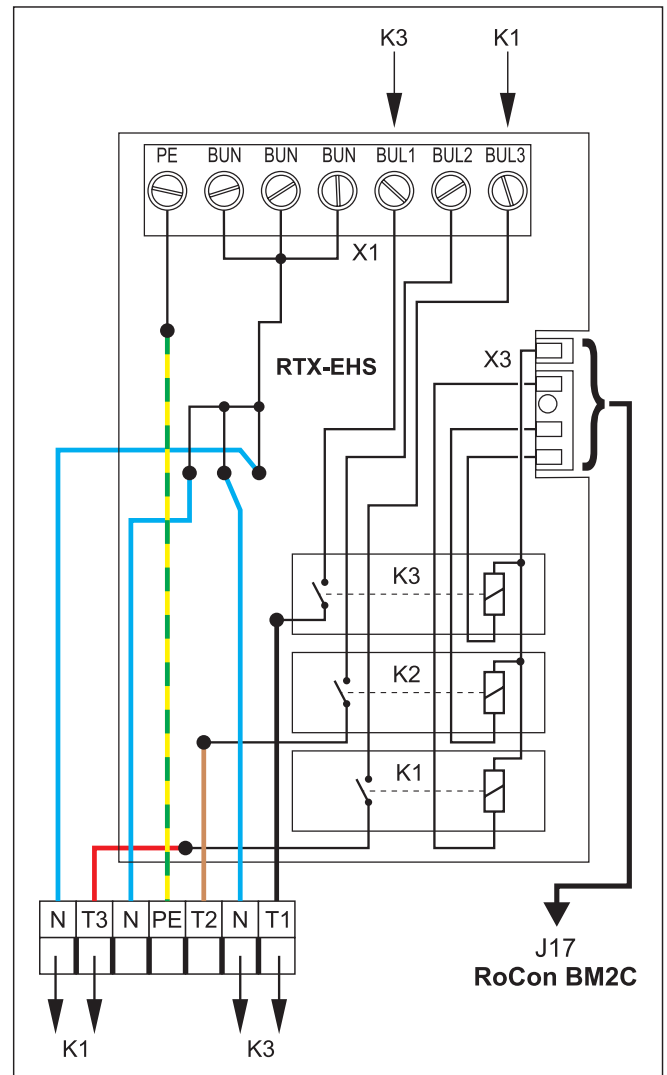 K3 K1
PE BUN BUN BUN BUL1 BUL2 BUL3
X1
X3
RTX-EHS
K3
K2
K1
N T3 N PE T2 N T1
J17
RoCon BM2C
K1 K3